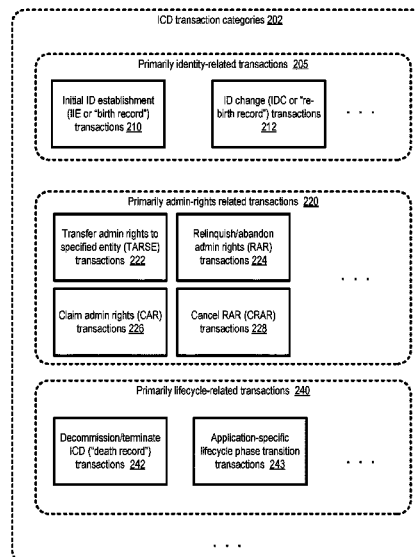 ICD transaction categories 202
Primarily identity-related transactions 205
Initial ID establishment
(IIE or “birth record”)
transactions 210
ID change (IDC or “re-
birth record”) transactions
212
. . .
Primarily admin-rights related transactions 220
Transfer admin rights to
specified entity (TARSE)
transactions 222
Relinquish/abandon
admin rights (RAR)
transactions 224
Claim admin rights (CAR)
transactions 226
Cancel RAR (CRAR)
transactions 228
. . .
Primarily lifecycle-related transactions 240
Decommission/terminate
ICD (“death record”)
transactions 242
Application-specific
lifecycle phase transition
transactions 243
. . .
. . .